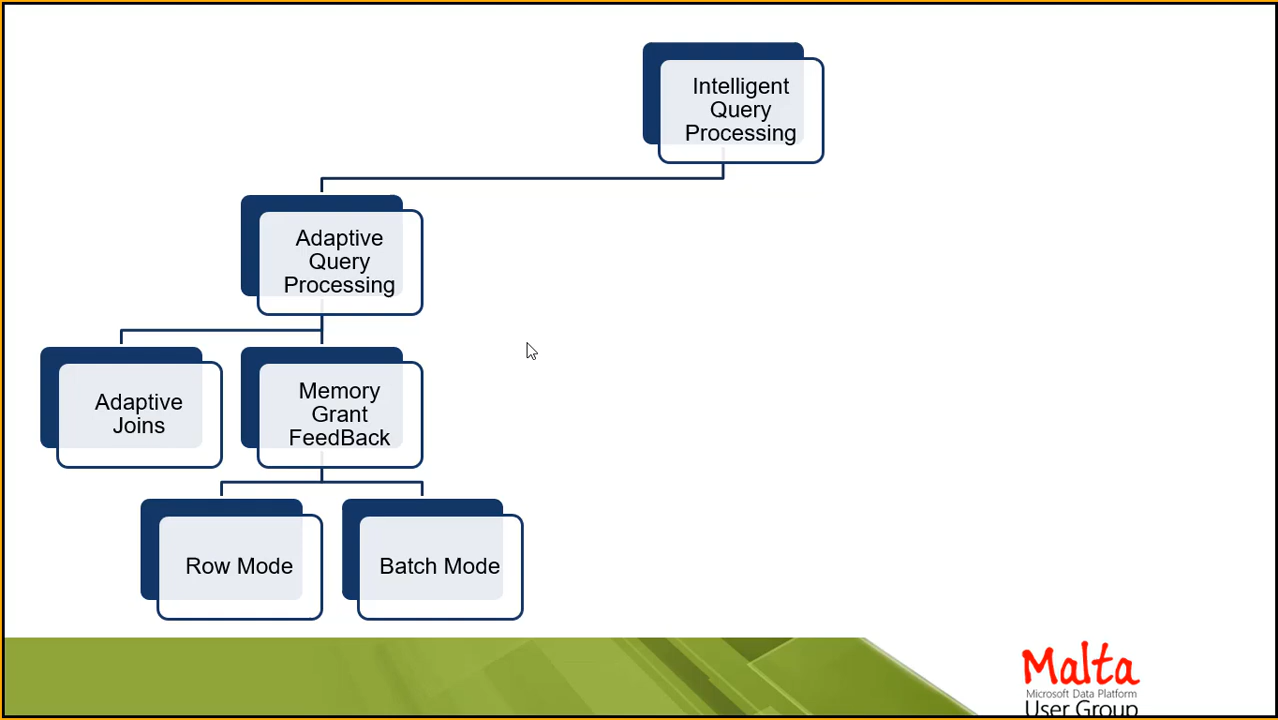 Intelligent
Query
Processing
Adaptive
Query
Processing
Adaptive
Joins
Memory
Grant
FeedBack
Row Mode
Batch Mode
Malta
Microsoft Data Platform
User Group